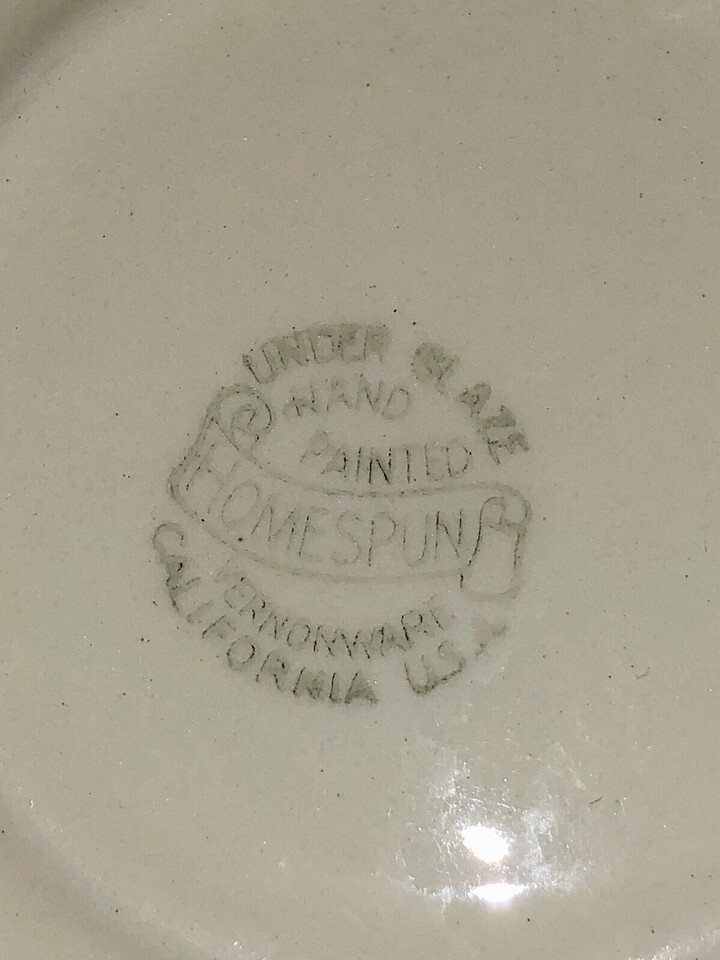 UNDER GLAZE
HAND
PAINTED
HOMESPUN
VERNONWARE
CALIFORNIA U.S.A.